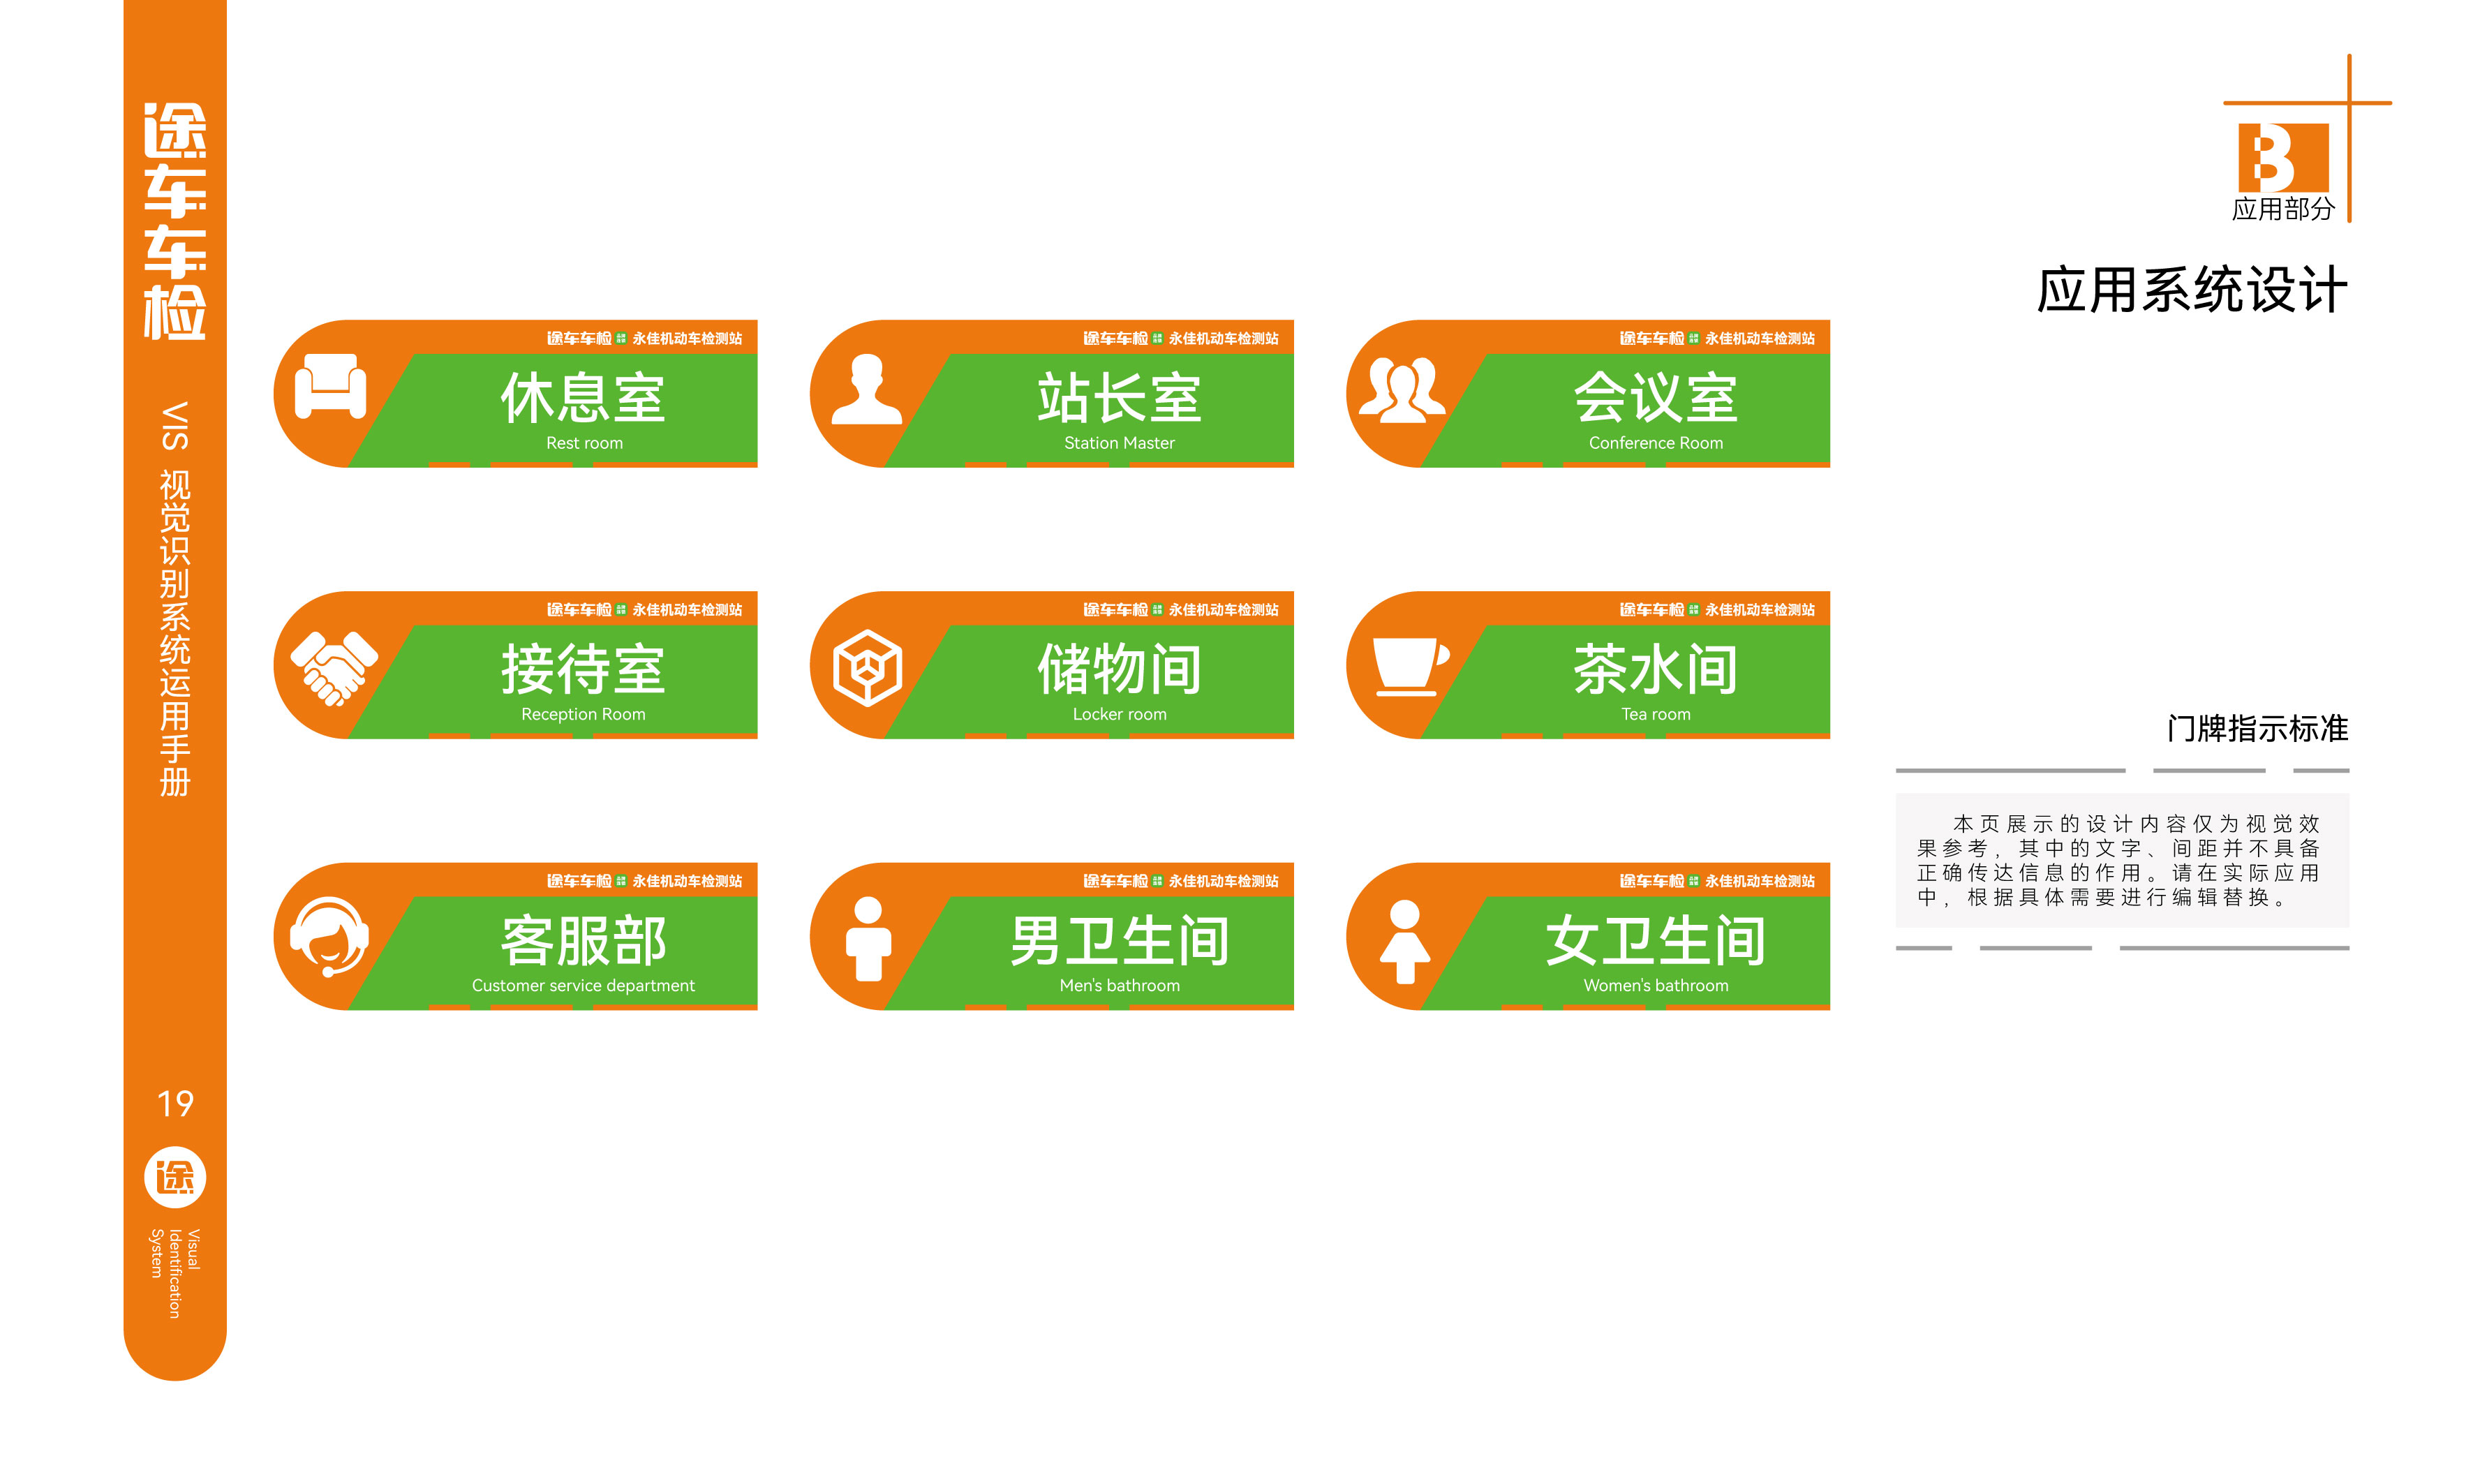 途车车检
VIS 视觉识别系统运用手册
19
途
Visual
Identification
System
途车车检 永佳机动车检测站
休息室
Rest room
途车车检 永佳机动车检测站
站长室
Station Master
途车车检 永佳机动车检测站
会议室
Conference Room
途车车检 永佳机动车检测站
接待室
Reception Room
途车车检 永佳机动车检测站
储物间
Locker room
途车车检 永佳机动车检测站
茶水间
Tea room
途车车检 永佳机动车检测站
客服部
Customer service department
途车车检 永佳机动车检测站
男卫生间
Men's bathroom
途车车检 永佳机动车检测站
女卫生间
Women's bathroom
B
应用部分
应用系统设计
门牌指示标准
本页展示的设计内容仅为视觉效
果参考，其中的文字、间距并不具备
正确传达信息的作用。请在实际应用
中，根据具体需要进行编辑替换。